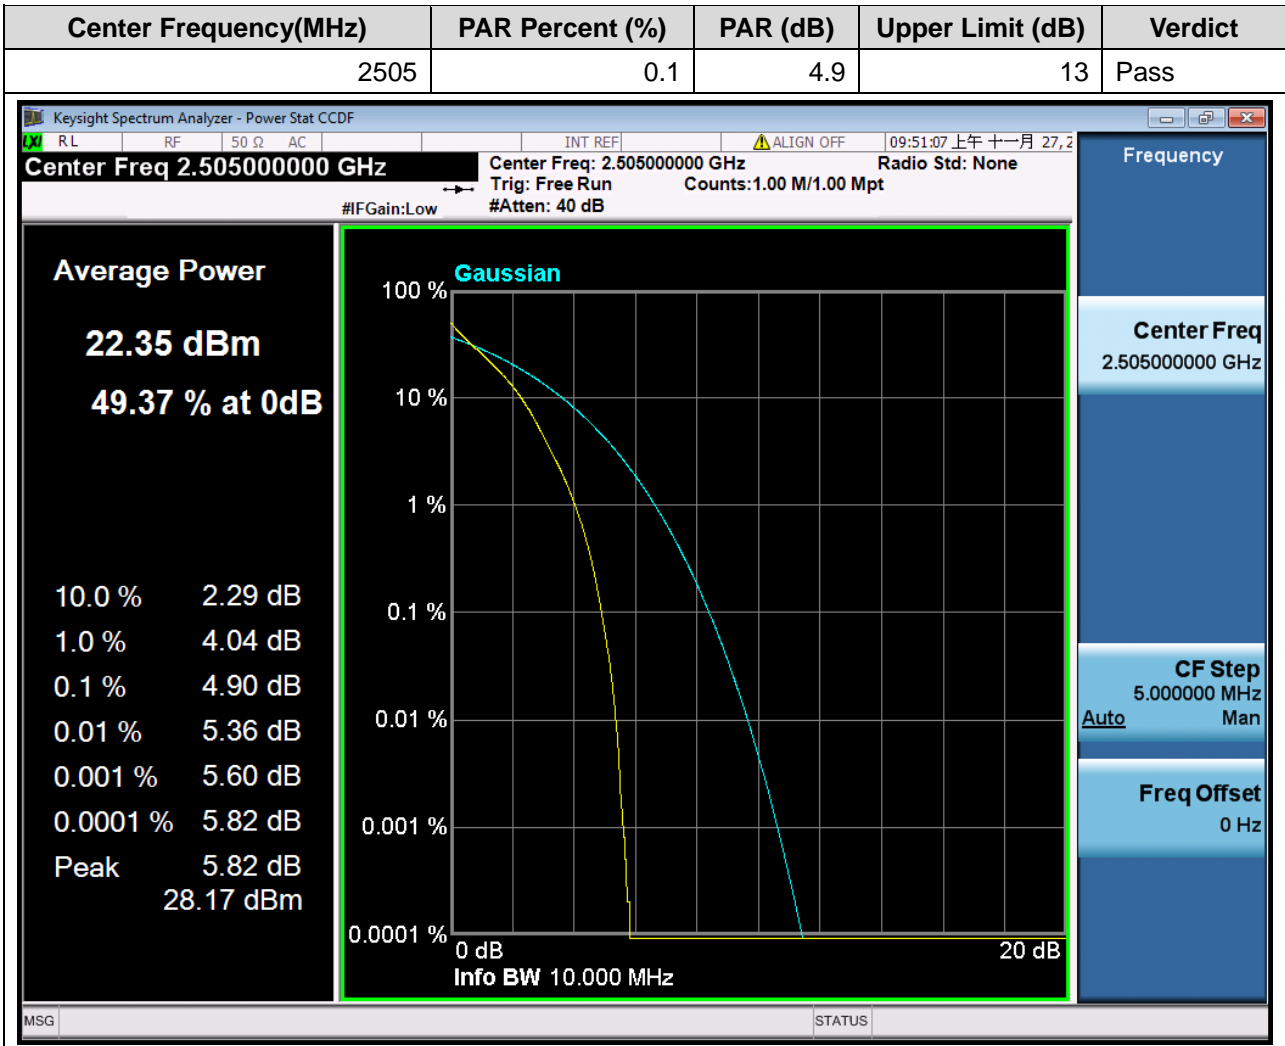 Center Frequency(MHz) PAR Percent (%) PAR (dB) Upper Limit (dB) Verdict
2505 0.1 4.9 13 Pass
Keysight Spectrum Analyzer - Power Stat CCDF
LXI RL RF 50 Ω AC INT REF ALIGN OFF 09:51:07 上午 十一月 27, 2
Center Freq 2.505000000 GHz
Center Freq: 2.505000000 GHz Radio Std: None
Trig: Free Run Counts:1.00 M/1.00 Mpt
#IFGain:Low #Atten: 40 dB
Average Power
22.35 dBm
49.37 % at 0dB
10.0 % 2.29 dB
1.0 % 4.04 dB
0.1 % 4.90 dB
0.01 % 5.36 dB
0.001 % 5.60 dB
0.0001 % 5.82 dB
Peak 5.82 dB
28.17 dBm
Gaussian
100 %
10 %
1 %
0.1 %
0.01 %
0.001 %
0.0001 %
0 dB 20 dB
Info BW 10.000 MHz
Frequency
Center Freq
2.505000000 GHz
CF Step
5.000000 MHz
Auto Man
Freq Offset
0 Hz
MSG STATUS